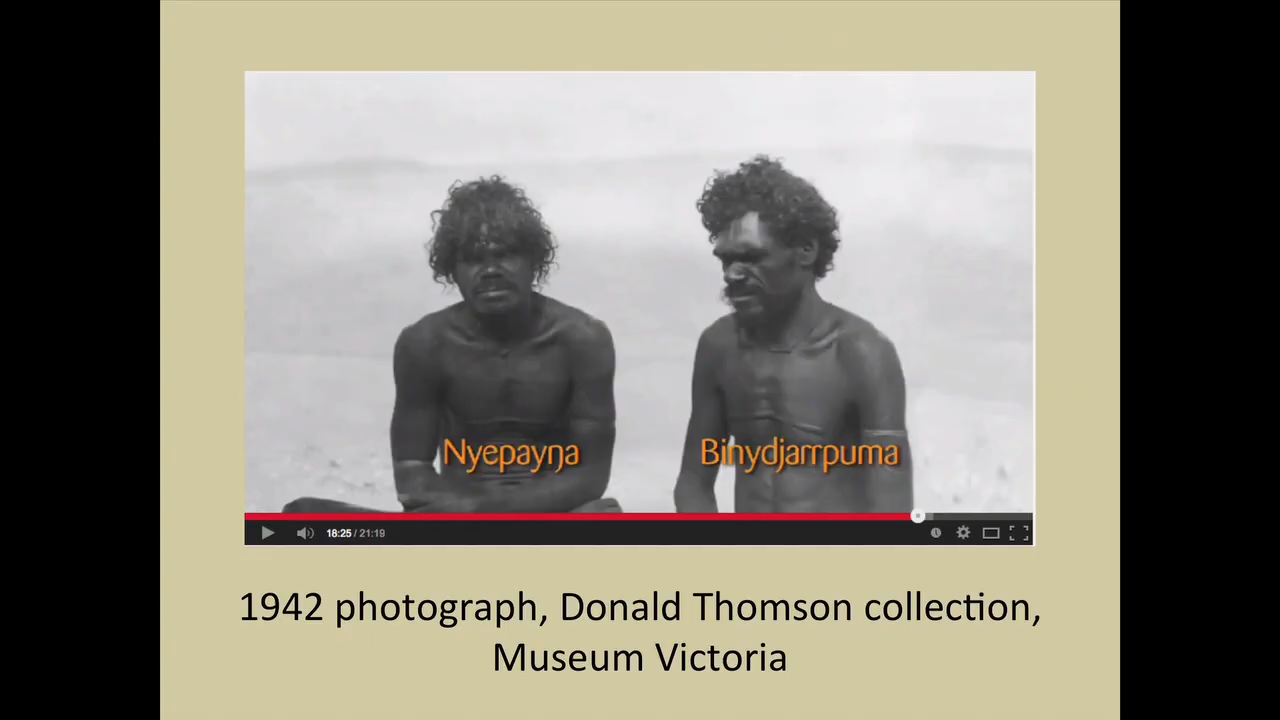 Nyepayŋa
Binydjarrpuma
18:25 / 21:19
1942 photograph, Donald Thomson collection,
Museum Victoria